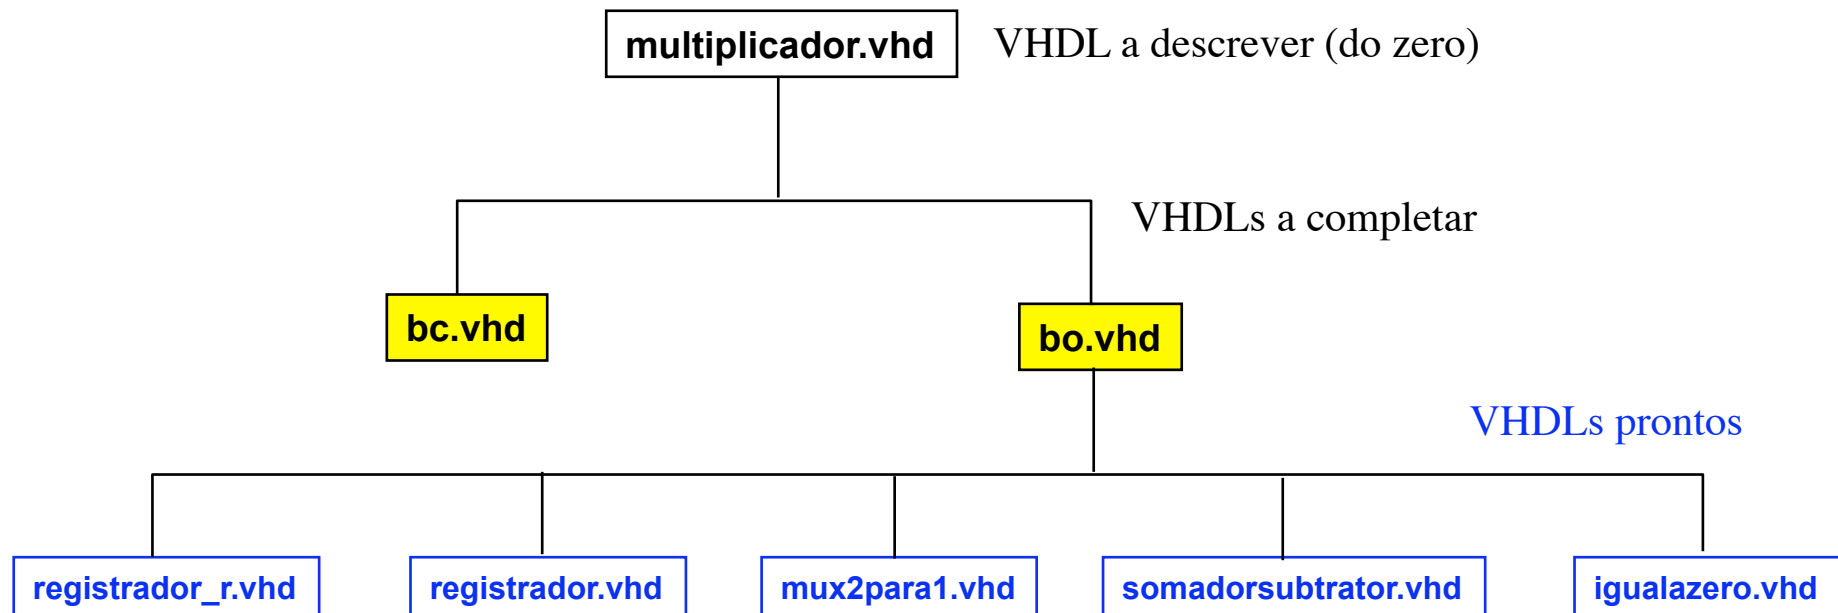 multiplicador.vhd
VHDL a descrever (do zero)
VHDLs a completar
bc.vhd
bo.vhd
VHDLs prontos
registrador_r.vhd
registrador.vhd
mux2para1.vhd
somadorsubtrator.vhd
igualazero.vhd